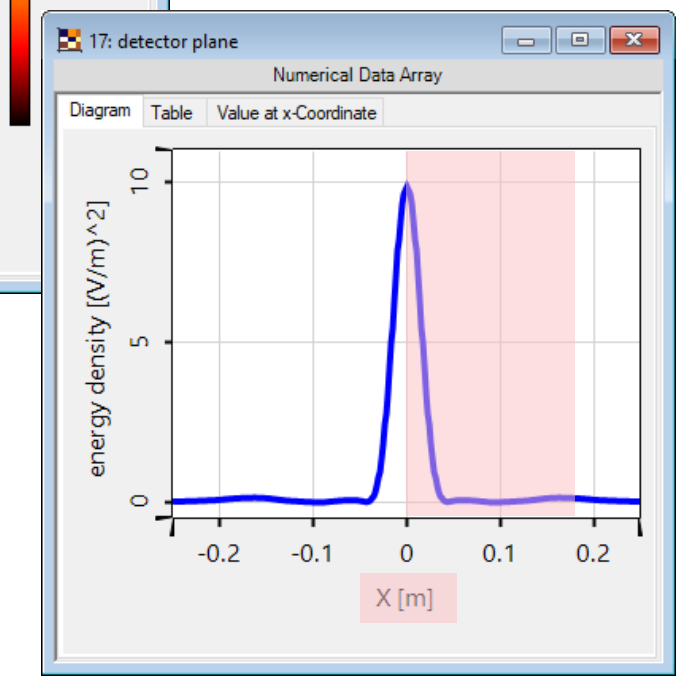 17: detector plane
Numerical Data Array
Diagram Table Value at x-Coordinate
energy density [(V/m)^2]
10
5
0
-0.2 -0.1 0 0.1 0.2
X [m]